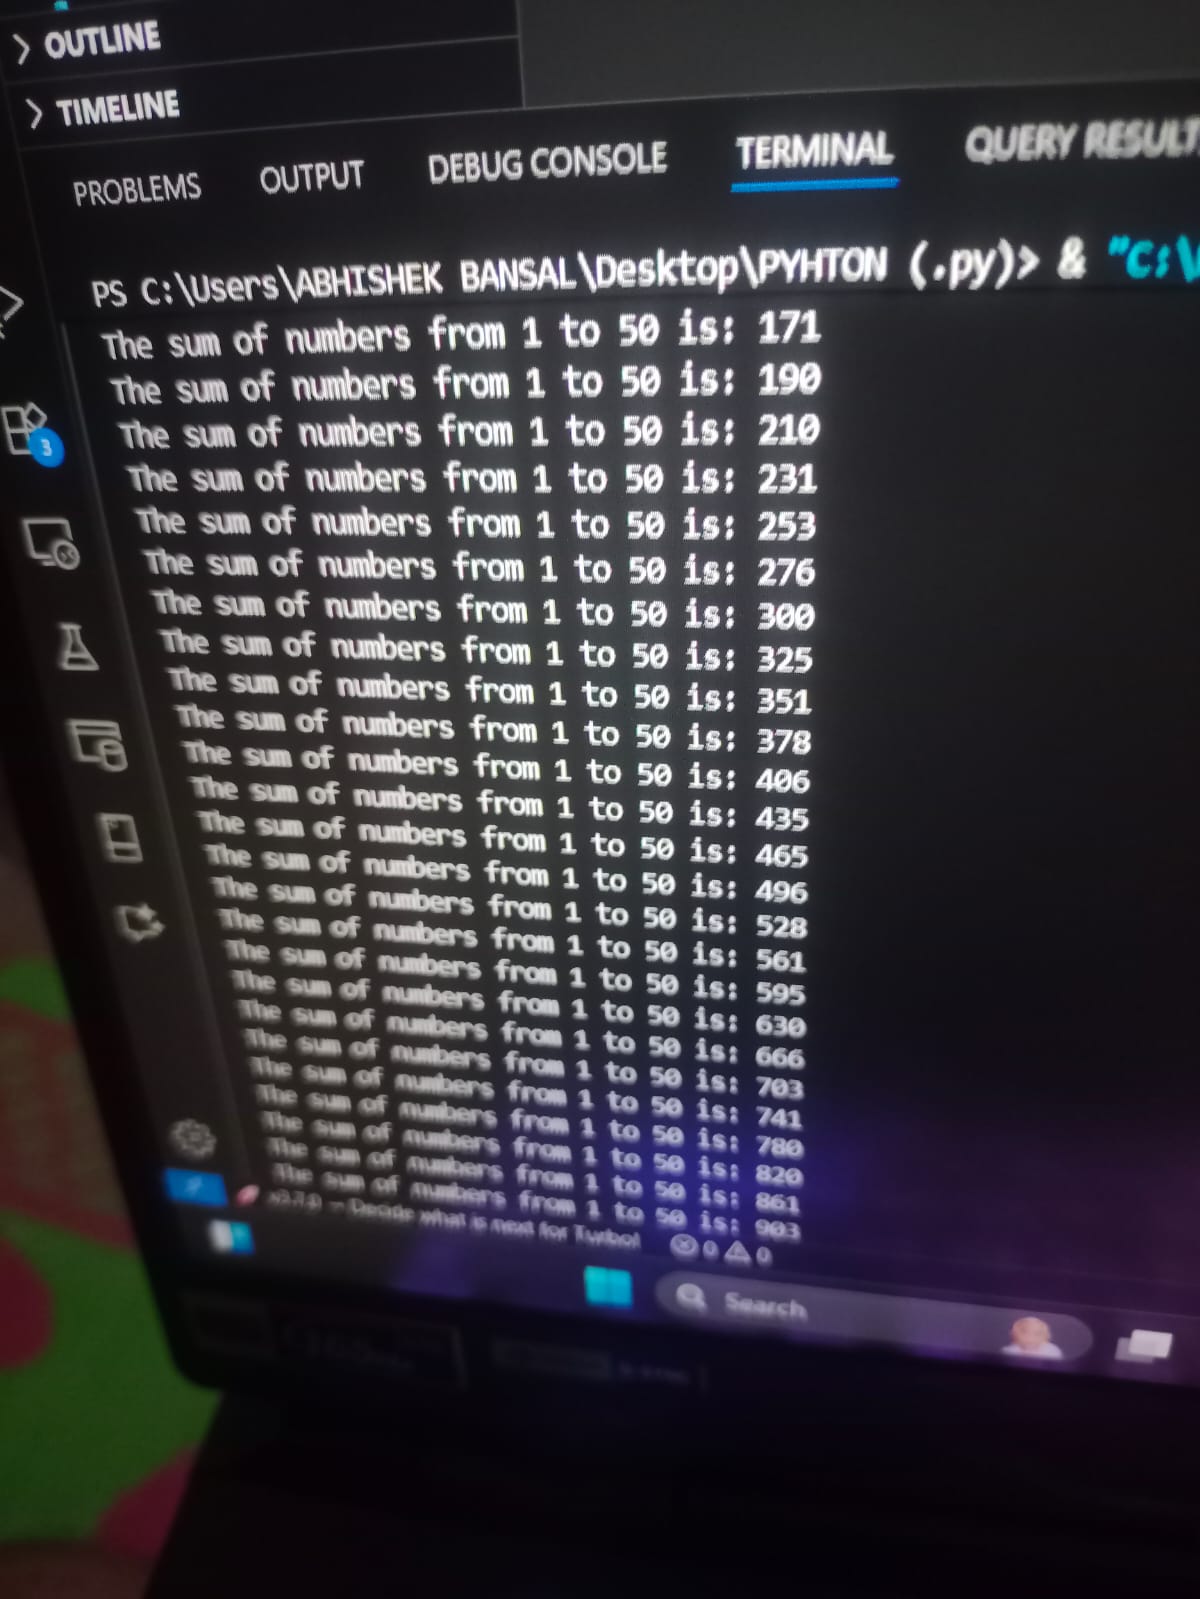 OUTLINE
TIMELINE
PROBLEMS OUTPUT DEBUG CONSOLE TERMINAL QUERY RESULT
PS C:\Users\ABHISHEK BANSAL\Desktop\PYHTON (.py)> & "C:\
The sum of numbers from 1 to 50 is: 171
The sum of numbers from 1 to 50 is: 190
The sum of numbers from 1 to 50 is: 210
The sum of numbers from 1 to 50 is: 231
The sum of numbers from 1 to 50 is: 253
The sum of numbers from 1 to 50 is: 276
The sum of numbers from 1 to 50 is: 300
The sum of numbers from 1 to 50 is: 325
The sum of numbers from 1 to 50 is: 351
The sum of numbers from 1 to 50 is: 378
The sum of numbers from 1 to 50 is: 406
The sum of numbers from 1 to 50 is: 435
The sum of numbers from 1 to 50 is: 465
The sum of numbers from 1 to 50 is: 496
The sum of numbers from 1 to 50 is: 528
The sum of numbers from 1 to 50 is: 561
The sum of numbers from 1 to 50 is: 595
The sum of numbers from 1 to 50 is: 630
The sum of numbers from 1 to 50 is: 666
The sum of numbers from 1 to 50 is: 703
The sum of numbers from 1 to 50 is: 741
The sum of numbers from 1 to 50 is: 780
The sum of numbers from 1 to 50 is: 820
The sum of numbers from 1 to 50 is: 861
The sum of numbers from 1 to 50 is: 903
3
— Decide what is next for Turbo! 0 0
Search